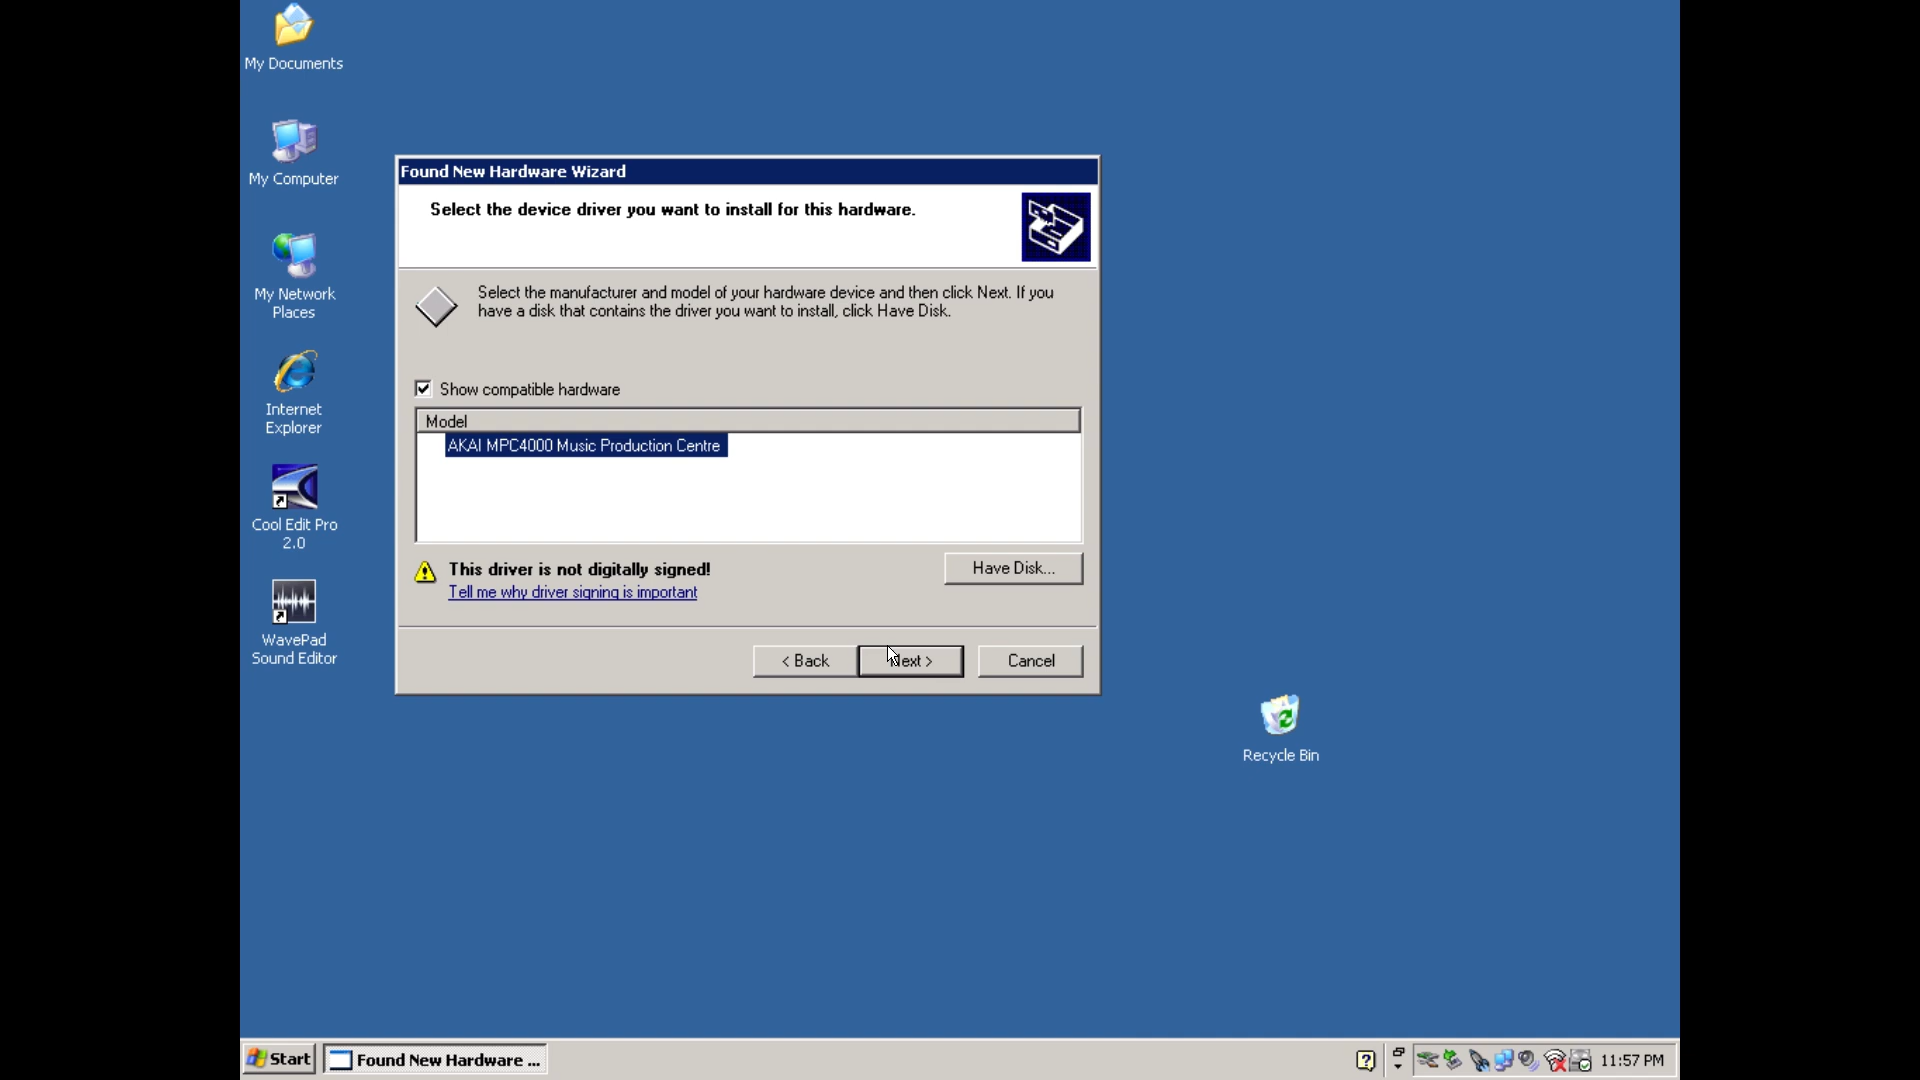 My Documents
My Computer
My Network
Places
Internet
Explorer
Cool Edit Pro
2.0
WavePad
Sound Editor
Found New Hardware Wizard
Select the device driver you want to install for this hardware.
Select the manufacturer and model of your hardware device and then click Next. If you
have a disk that contains the driver you want to install, click Have Disk.
Show compatible hardware
Model
AKAI MPC4000 Music Production Centre
This driver is not digitally signed!
Tell me why driver signing is important
Have Disk...
< Back
Next >
Cancel
Recycle Bin
Start
Found New Hardware ...
11:57 PM